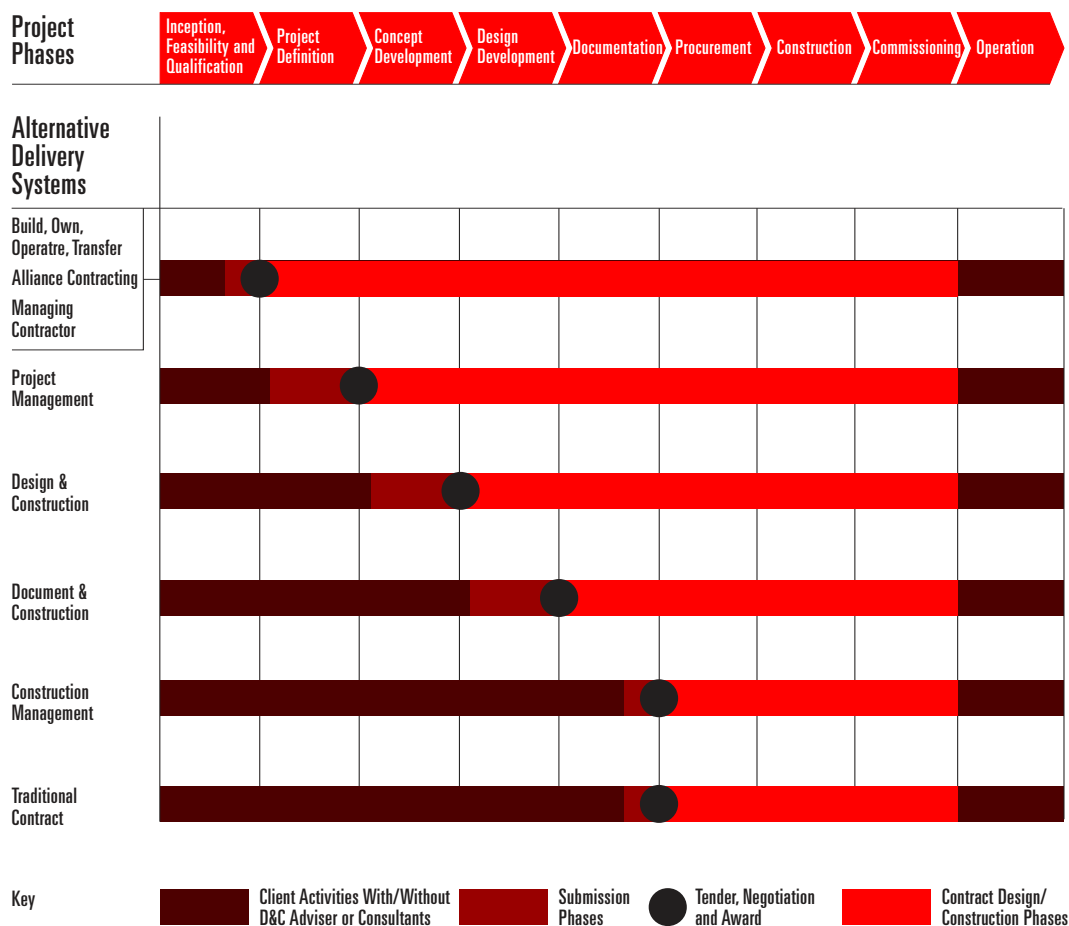 Project
Phases
Inception,
Feasibility and
Qualification
Project
Definition
Concept
Development
Design
Development
Documentation
Procurement
Construction
Commissioning
Operation
Alternative
Delivery
Systems
Build, Own,
Operatre, Transfer
Alliance Contracting
Managing
Contractor
Project
Management
Design &
Construction
Document &
Construction
Construction
Management
Traditional
Contract
Key
Client Activities With/Without
D&C Adviser or Consultants
Submission
Phases
Tender, Negotiation
and Award
Contract Design/
Construction Phases